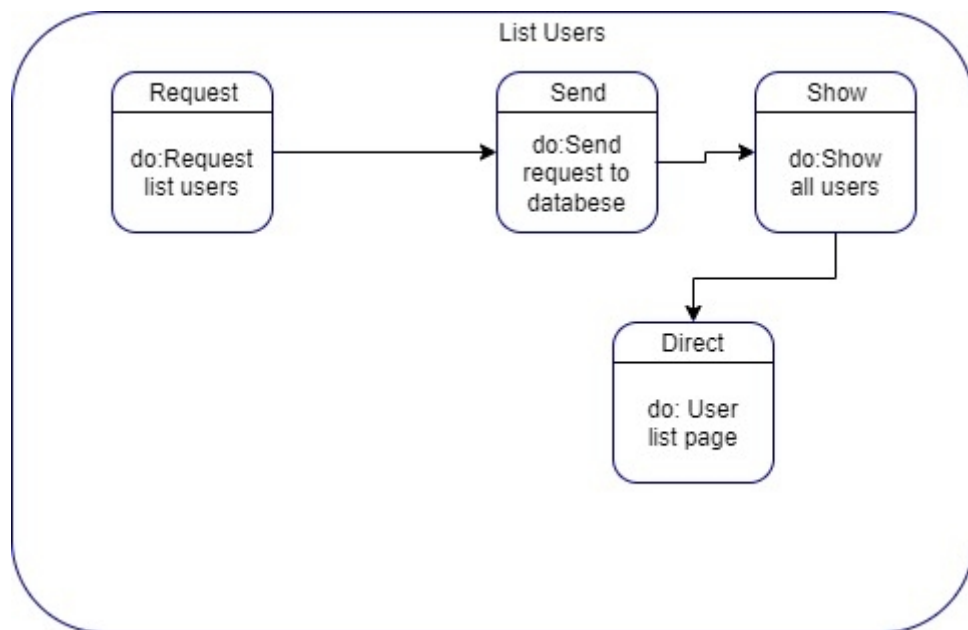 List Users
Request
do:Request
list users
Send
do:Send
request to
databese
Show
do:Show
all users
Direct
do: User
list page